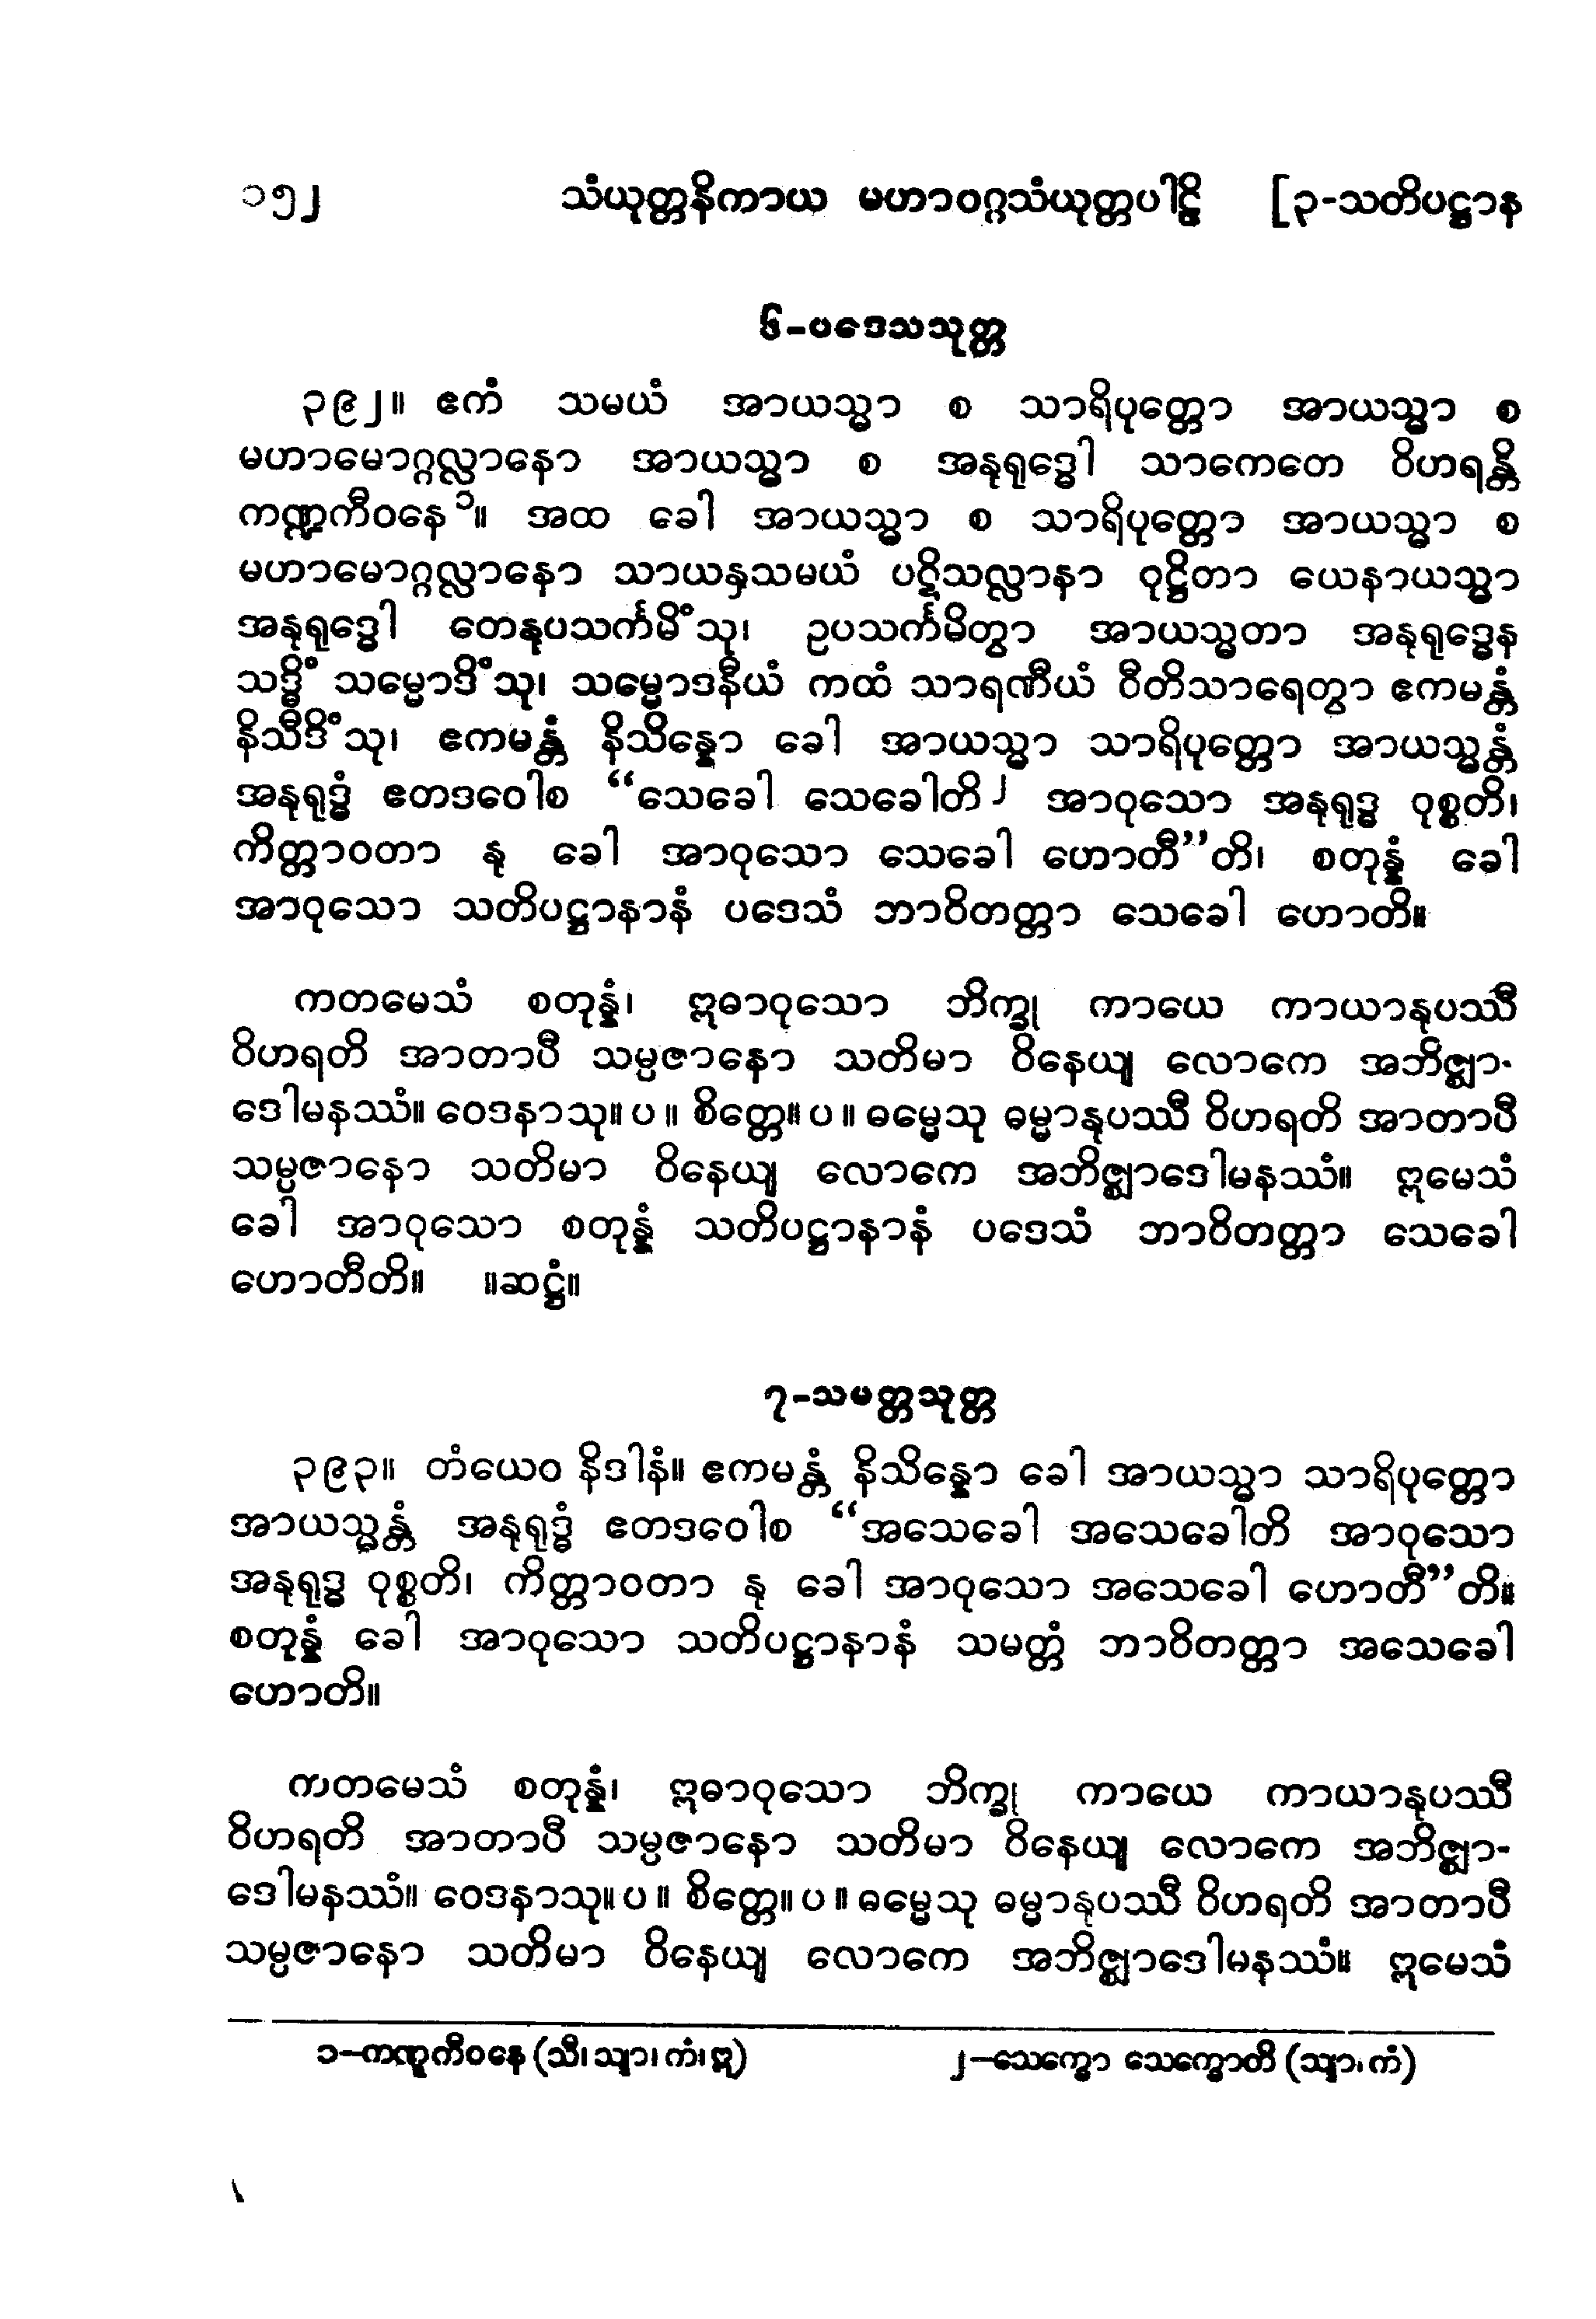 ၁၅၂ သံယုတ္တနိကာယ မဟာဝဂ္ဂသံယုတ္တပါဠိ [၃-သတိပဋ္ဌာန
၆-ပဒေသသုတ္တ
၃၉၂။ ဧကံ သမယံ အာယသ္မာ စ သာရိပုတ္တော အာယသ္မာ စ
မဟာမောဂ္ဂလ္လာနော အာယသ္မာ စ အနုရုဒ္ဓေါ သာကေတေ ဝိဟရန္တိ
ကဏ္ဍကီဝနေ၁။ အထ ခေါ အာယသ္မာ စ သာရိပုတ္တော အာယသ္မာ စ
မဟာမောဂ္ဂလ္လာနော သာယနှသမယံ ပဋိသလ္လာနာ ဝုဋ္ဌိတာ ယေနာယသ္မာ
အနုရုဒ္ဓေါ တေနုပသင်္ကမိံသု၊ ဥပသင်္ကမိတွာ အာယသ္မတာ အနုရုဒ္ဓေန
သဒ္ဓိံ သမ္မောဒိံသု၊ သမ္မောဒနီယံ ကထံ သာရဏီယံ ဝီတိသာရေတွာ ဧကမန္တံ
နိသီဒိံသု၊ ဧကမန္တံ နိသိန္နော ခေါ အာယသ္မာ သာရိပုတ္တော အာယသ္မန္တံ
အနုရုဒ္ဓံ ဧတဒဝေါစ “သေခေါ သေခေါတိ၂ အာဝုသော အနုရုဒ္ဓ ဝုစ္စတိ၊
ကိတ္တာဝတာ နု ခေါ အာဝုသော သေခေါ ဟောတီ”တိ၊ စတုန္နံ ခေါ
အာဝုသော သတိပဋ္ဌာနာနံ ပဒေသံ ဘာဝိတတ္တာ သေခေါ ဟောတိ။
ကတမေသံ စတုန္နံ၊ ဣဓာဝုသော ဘိက္ခု ကာယေ ကာယာနုပဿီ
ဝိဟရတိ အာတာပီ သမ္ပဇာနော သတိမာ ဝိနေယျ လောကေ အဘိဇ္ဈာ-
ဒေါမနဿံ။ ဝေဒနာသု။ ပ ။ စိတ္တေ။ ပ ။ ဓမ္မေသု ဓမ္မာနုပဿီ ဝိဟရတိ အာတာပီ
သမ္ပဇာနော သတိမာ ဝိနေယျ လောကေ အဘိဇ္ဈာဒေါမနဿံ။ ဣမေသံ
ခေါ အာဝုသော စတုန္နံ သတိပဋ္ဌာနာနံ ပဒေသံ ဘာဝိတတ္တာ သေခေါ
ဟောတီတိ။ ။ဆဋ္ဌံ။
၇-သမတ္တသုတ္တ
၃၉၃။ တံယေဝ နိဒါနံ။ ဧကမန္တံ နိသိန္နော ခေါ အာယသ္မာ သာရိပုတ္တော
အာယသ္မန္တံ အနုရုဒ္ဓံ ဧတဒဝေါစ “အသေခေါ အသေခေါတိ အာဝုသော
အနုရုဒ္ဓ ဝုစ္စတိ၊ ကိတ္တာဝတာ နု ခေါ အာဝုသော အသေခေါ ဟောတီ”တိ။
စတုန္နံ ခေါ အာဝုသော သတိပဋ္ဌာနာနံ သမတ္တံ ဘာဝိတတ္တာ အသေခေါ
ဟောတိ။
ကတမေသံ စတုန္နံ၊ ဣဓာဝုသော ဘိက္ခု ကာယေ ကာယာနုပဿီ
ဝိဟရတိ အာတာပီ သမ္ပဇာနော သတိမာ ဝိနေယျ လောကေ အဘိဇ္ဈာ-
ဒေါမနဿံ။ ဝေဒနာသု။ ပ ။ စိတ္တေ။ ပ ။ ဓမ္မေသု ဓမ္မာနုပဿီ ဝိဟရတိ အာတာပီ
သမ္ပဇာနော သတိမာ ဝိနေယျ လောကေ အဘိဇ္ဈာဒေါမနဿံ။ ဣမေသံ
၁-ကဏ္ဋကီဝနေ (သီ၊ သျာ၊ ကံ၊ ဣ) ၂-သေက္ခော သေက္ခောတိ (သျာ၊ ကံ)